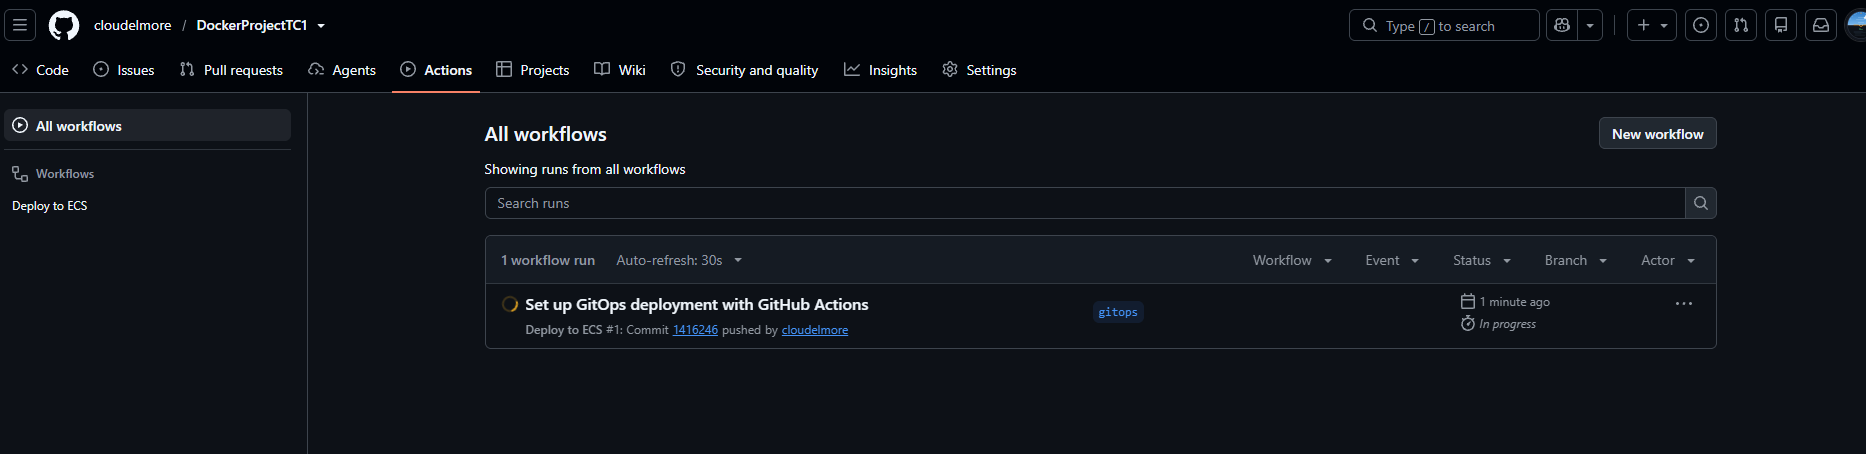 cloudelmore / DockerProjectTC1
Type / to search
Code Issues Pull requests Agents Actions Projects Wiki Security and quality Insights Settings
All workflows
Workflows
Deploy to ECS
All workflows
New workflow
Showing runs from all workflows
Search runs
1 workflow run Auto-refresh: 30s Workflow Event Status Branch Actor
Set up GitOps deployment with GitHub Actions
Deploy to ECS #1: Commit 1416246 pushed by cloudelmore
gitops
1 minute ago
In progress